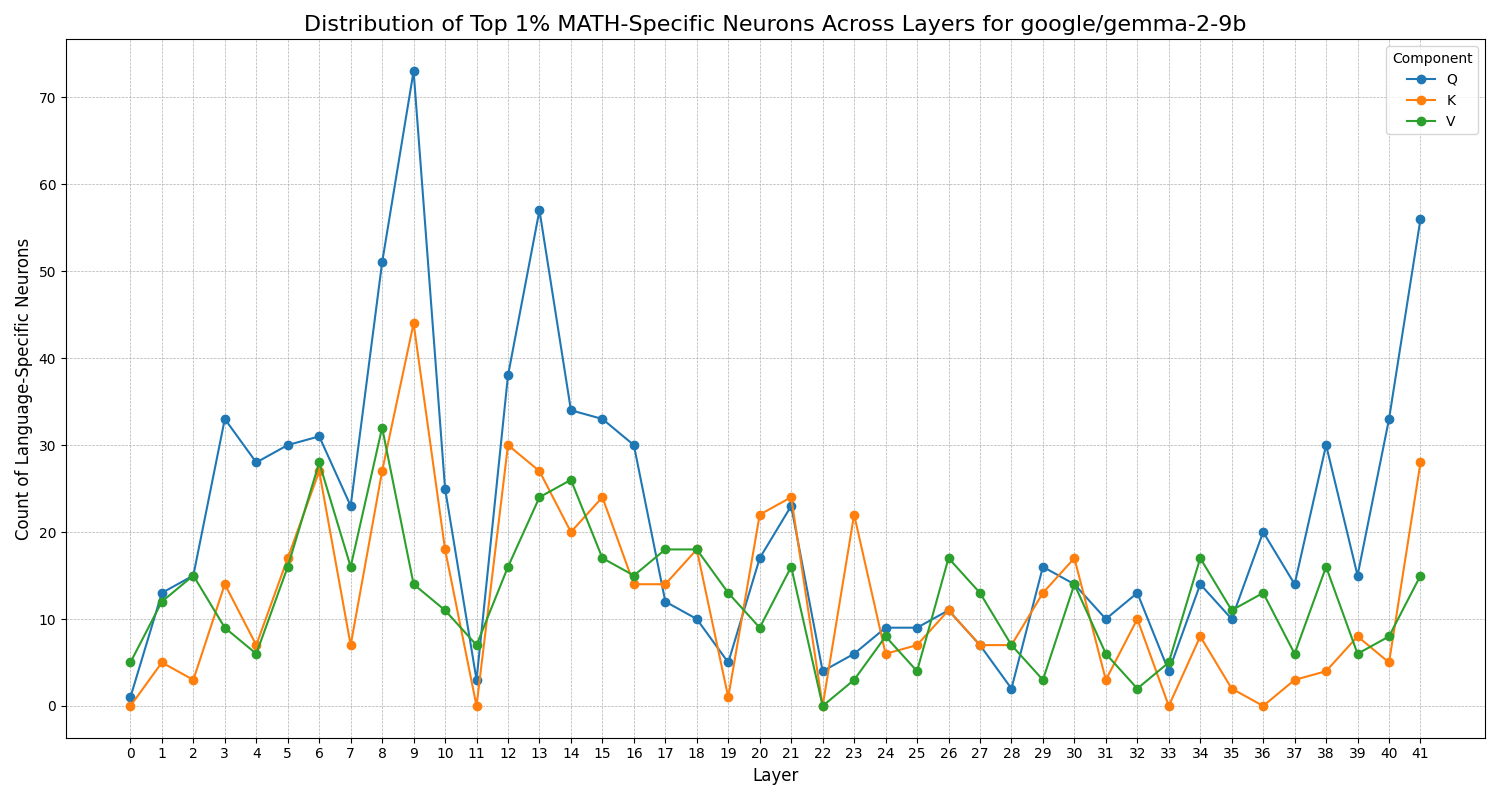 Distribution of Top 1% MATH-Specific Neurons Across Layers for google/gemma-2-9b
Component
Q
K
V
Count of Language-Specific Neurons
70
60
50
40
30
20
10
0
0 1 2 3 4 5 6 7 8 9 10 11 12 13 14 15 16 17 18 19 20 21 22 23 24 25 26 27 28 29 30 31 32 33 34 35 36 37 38 39 40 41
Layer